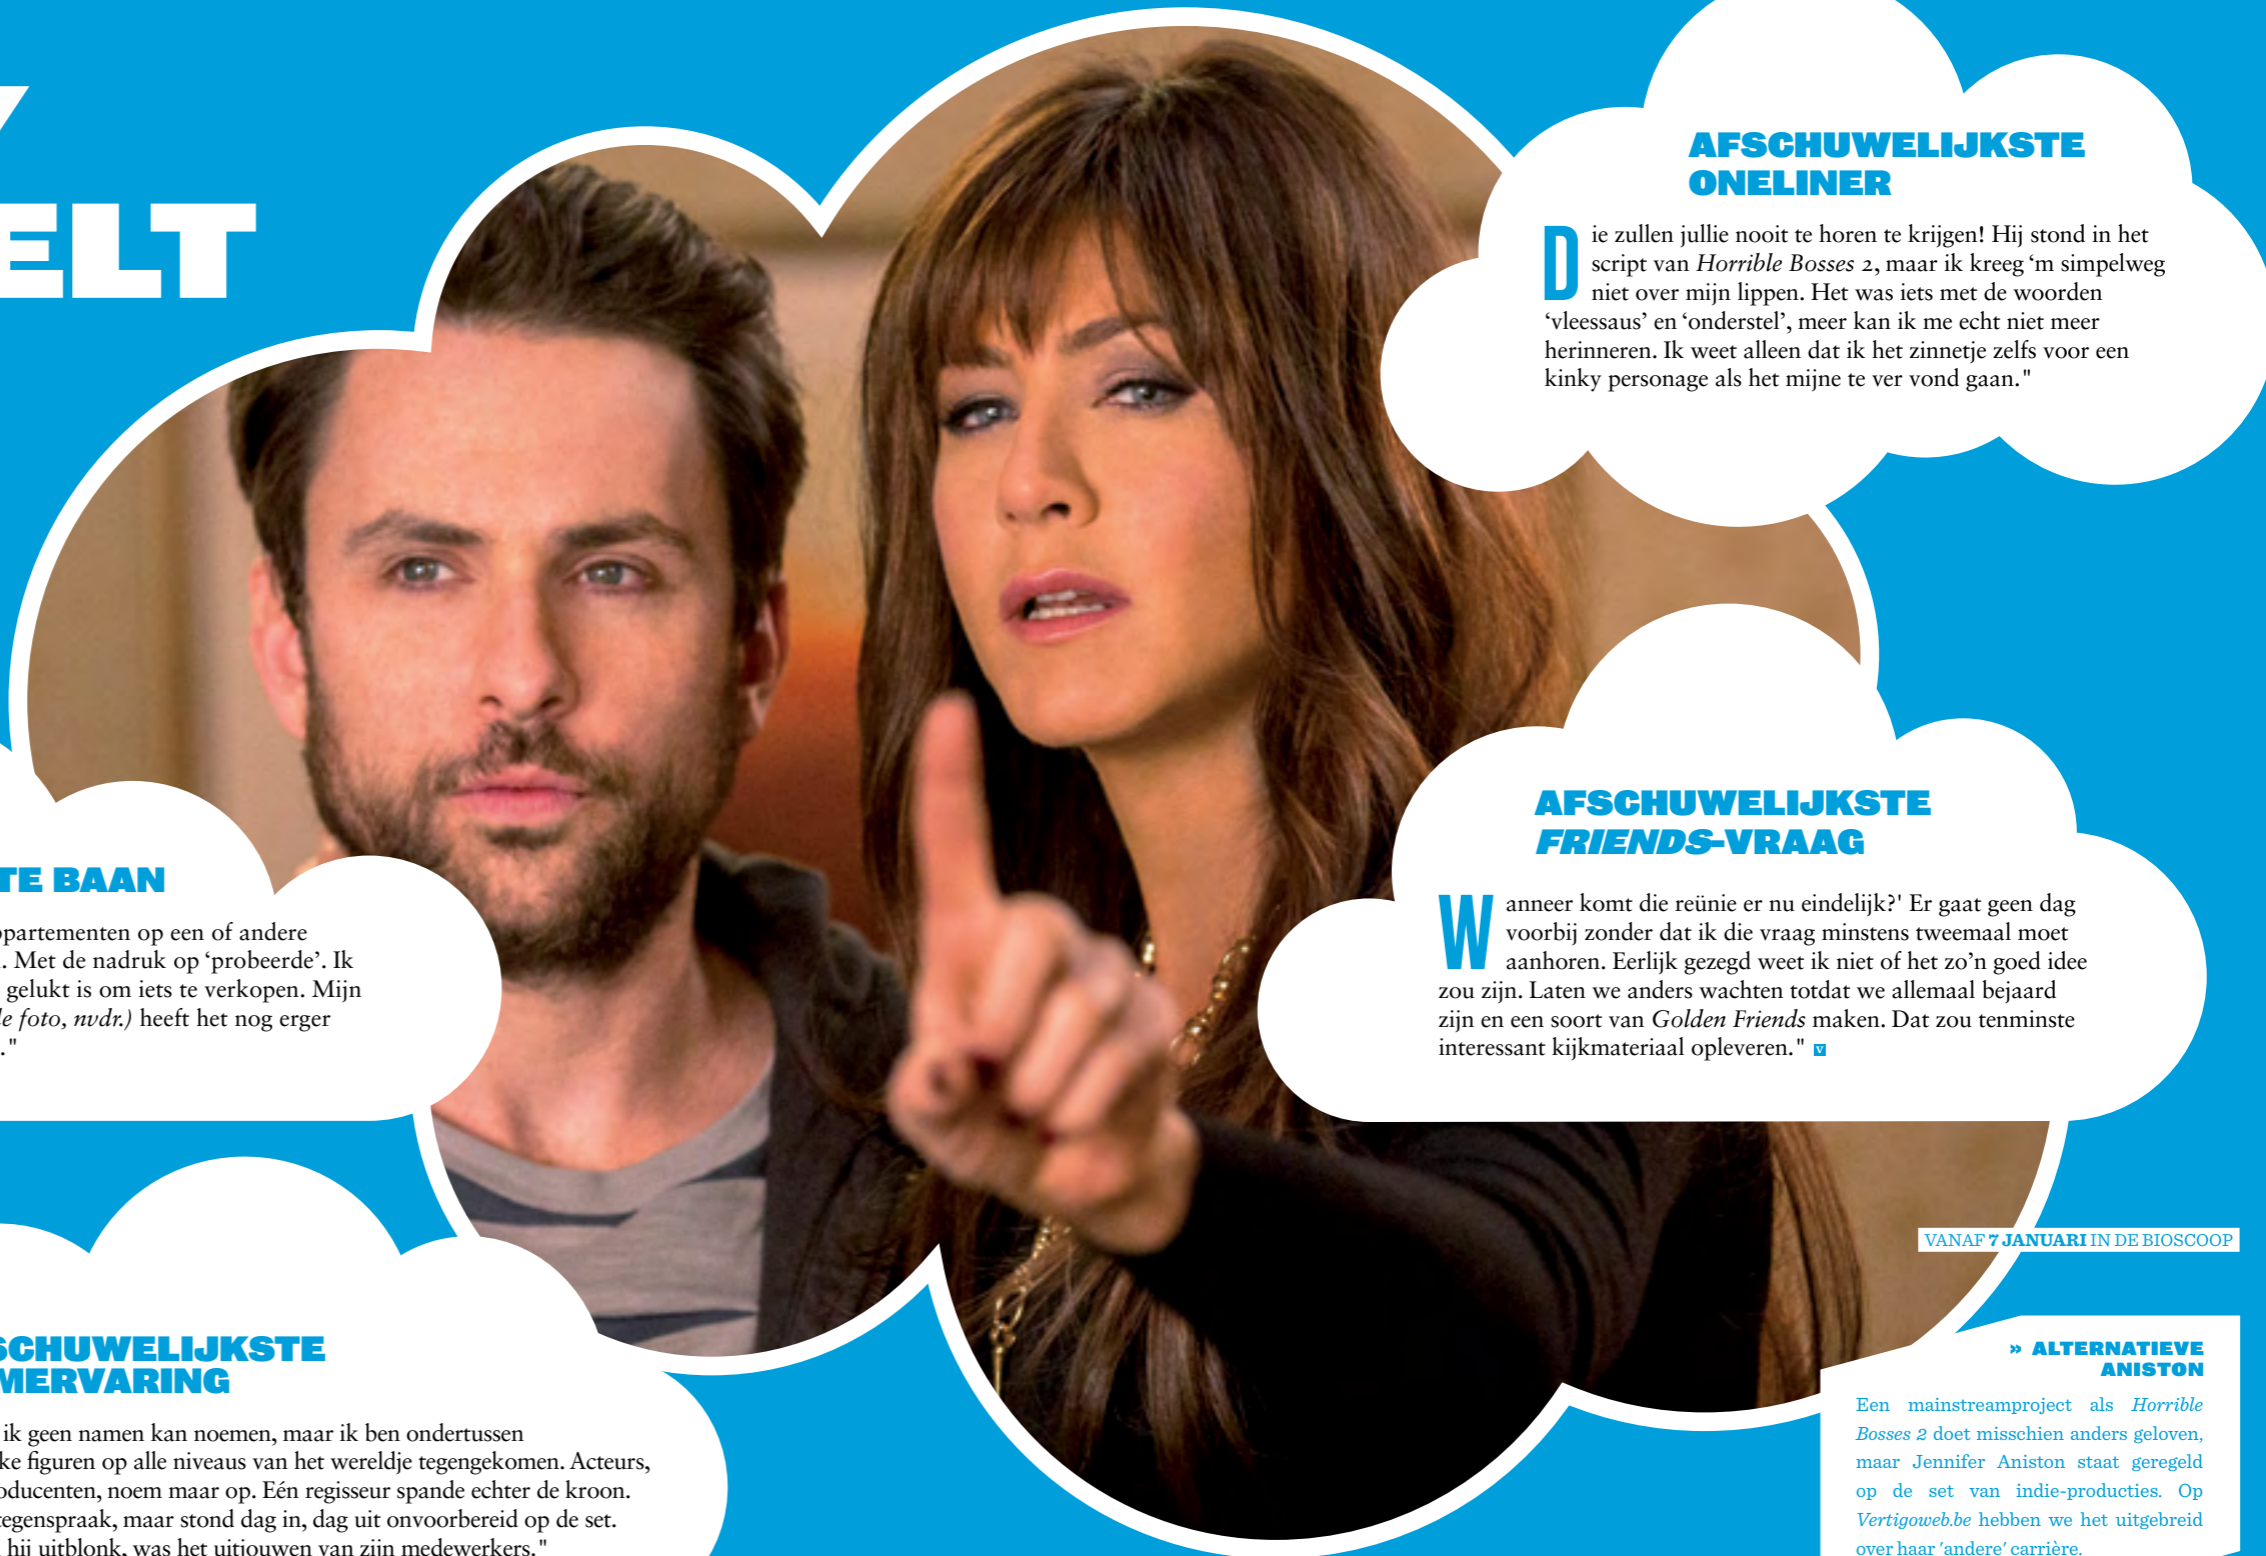 ELT
AFSCHUWELIJKSTE
ONELINER
Die zullen jullie nooit te horen te krijgen! Hij stond in het
script van Horrible Bosses 2, maar ik kreeg ‘m simpelweg
niet over mijn lippen. Het was iets met de woorden
‘vleessaus’ en ‘onderstel’, meer kan ik me echt niet meer
herinneren. Ik weet alleen dat ik het zinnetje zelfs voor een
kinky personage als het mijne te ver vond gaan."
AFSCHUWELIJKSTE
FRIENDS-VRAAG
Wanneer komt die reünie er nu eindelijk?' Er gaat geen dag
voorbij zonder dat ik die vraag minstens tweemaal moet
aanhoren. Eerlijk gezegd weet ik niet of het zo’n goed idee
zou zijn. Laten we anders wachten totdat we allemaal bejaard
zijn en een soort van Golden Friends maken. Dat zou tenminste
interessant kijkmateriaal opleveren." V
TE BAAN
ppartementen op een of andere
. Met de nadruk op ‘probeerde’. Ik
gelukt is om iets te verkopen. Mijn
le foto, nvdr.) heeft het nog erger
."
SCHUWELIJKSTE
MERVARING
ik geen namen kan noemen, maar ik ben ondertussen
ke figuren op alle niveaus van het wereldje tegengekomen. Acteurs,
oducenten, noem maar op. Eén regisseur spande echter de kroon.
tegenspraak, maar stond dag in, dag uit onvoorbereid op de set.
hij uitblonk, was het uitjouwen van zijn medewerkers."
VANAF 7 JANUARI IN DE BIOSCOOP
» ALTERNATIEVE
ANISTON
Een mainstreamproject als Horrible
Bosses 2 doet misschien anders geloven,
maar Jennifer Aniston staat geregeld
op de set van indie-producties. Op
Vertigoweb.be hebben we het uitgebreid
over haar ’andere’ carrière.